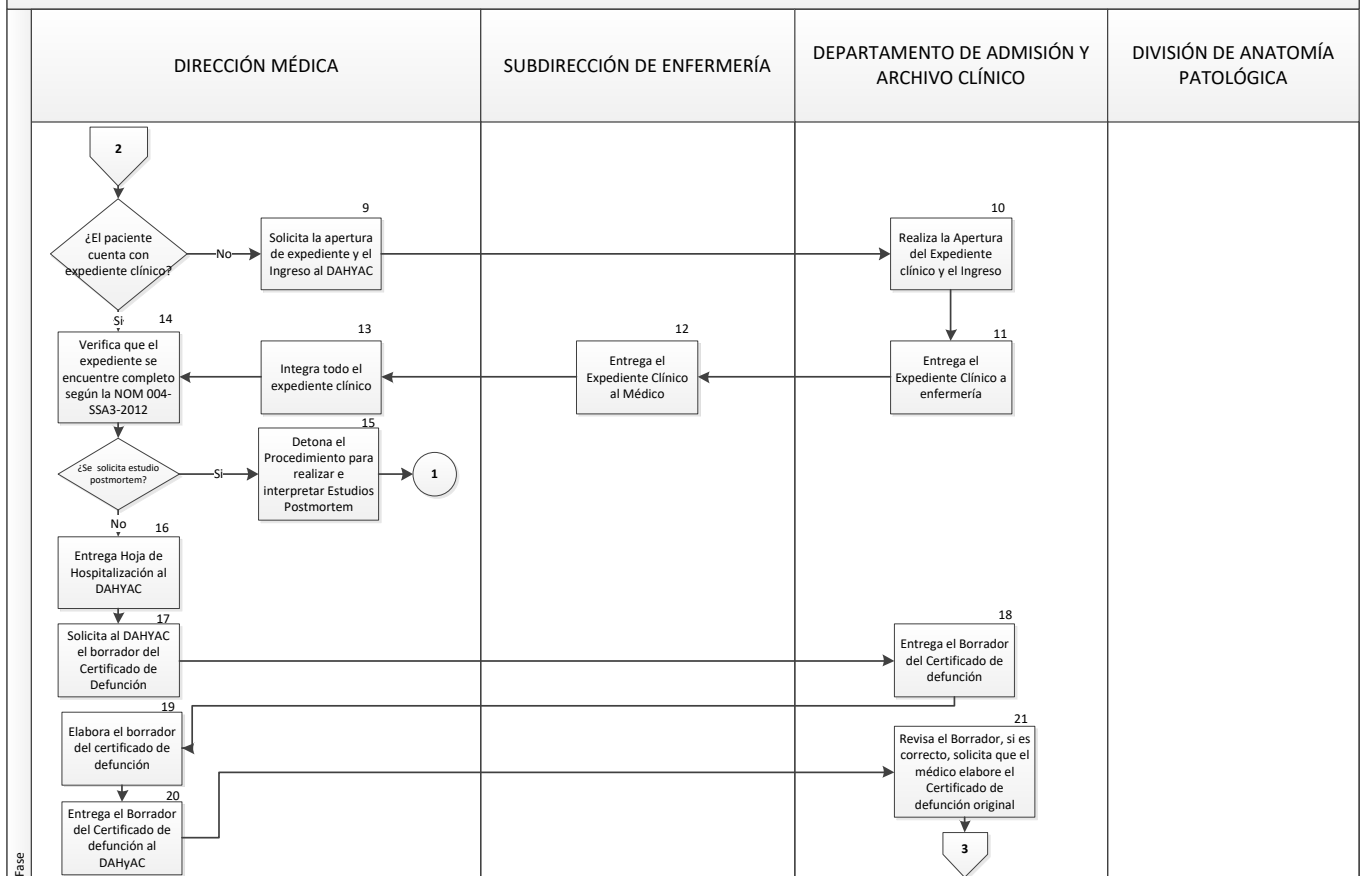 DIRECCIÓN MÉDICA
SUBDIRECCIÓN DE ENFERMERÍA
DEPARTAMENTO DE ADMISIÓN Y
ARCHIVO CLÍNICO
DIVISIÓN DE ANATOMÍA
PATOLÓGICA
2
¿El paciente
cuenta con
expediente clínico?
No
9
Solicita la apertura
de expediente y el
Ingreso al DAHYAC
10
Realiza la Apertura
del Expediente
clínico y el Ingreso
Si
14
Verifica que el
expediente se
encuentre completo
según la NOM 004-
SSA3-2012
13
Integra todo el
expediente clínico
12
Entrega el
Expediente Clínico
al Médico
11
Entrega el
Expediente Clínico a
enfermería
¿Se solicita estudio
postmortem?
Si
15
Detona el
Procedimiento para
realizar e
interpretar Estudios
Postmortem
1
No
16
Entrega Hoja de
Hospitalización al
DAHYAC
17
Solicita al DAHYAC
el borrador del
Certificado de
Defunción
18
Entrega el Borrador
del Certificado de
defunción
19
Elabora el borrador
del certificado de
defunción
20
Entrega el Borrador
del Certificado de
defunción al
DAHyAC
21
Revisa el Borrador, si es
correcto, solicita que el
médico elabore el
Certificado de
defunción original
3
Fase